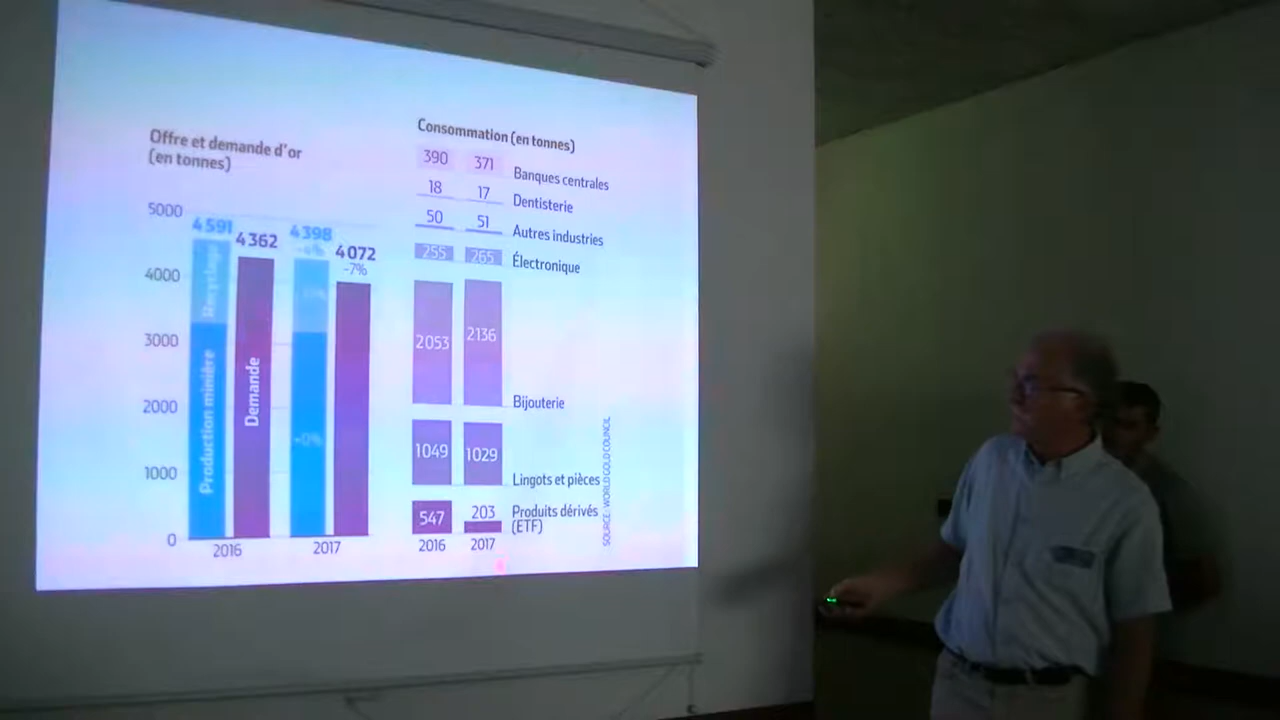 Offre et demande d'or
(en tonnes)
5000
4000
3000
2000
1000
0
4591
4362
4398
-4%
4072
-7%
Recyclage
Production minière
Demande
+0%
2016
2017
Consommation (en tonnes)
390 371 Banques centrales
18 17 Dentisterie
50 51 Autres industries
255 265 Électronique
2053 2136 Bijouterie
1049 1029 Lingots et pièces
547 203 Produits dérivés
(ETF)
2016 2017
SOURCE: WORLD GOLD COUNCIL